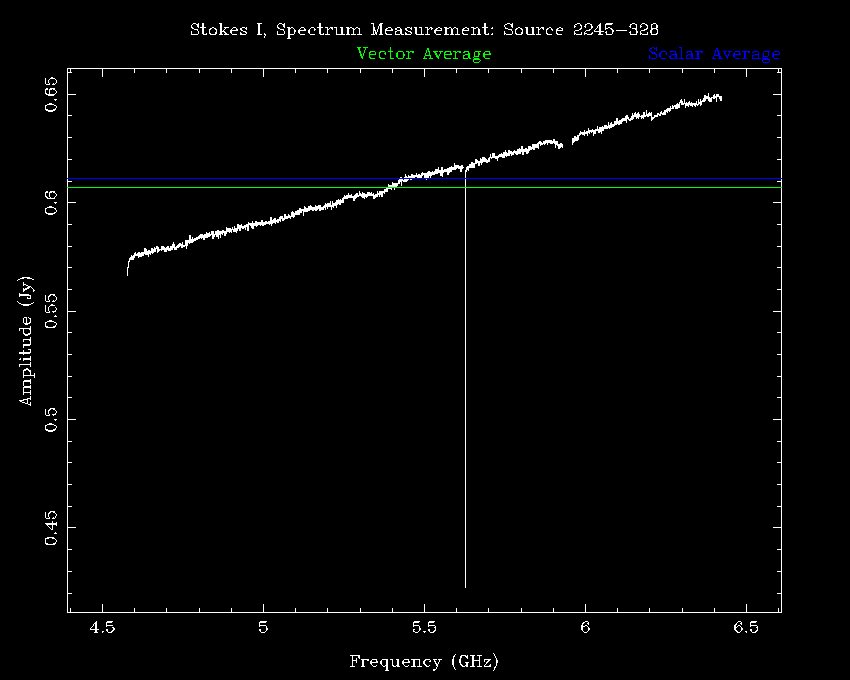 Stokes I, Spectrum Measurement: Source 2245−328
Vector Average Scalar Average
0.65
0.6
0.55
0.5
0.45
Amplitude (Jy)
4.5 5 5.5 6 6.5
Frequency (GHz)